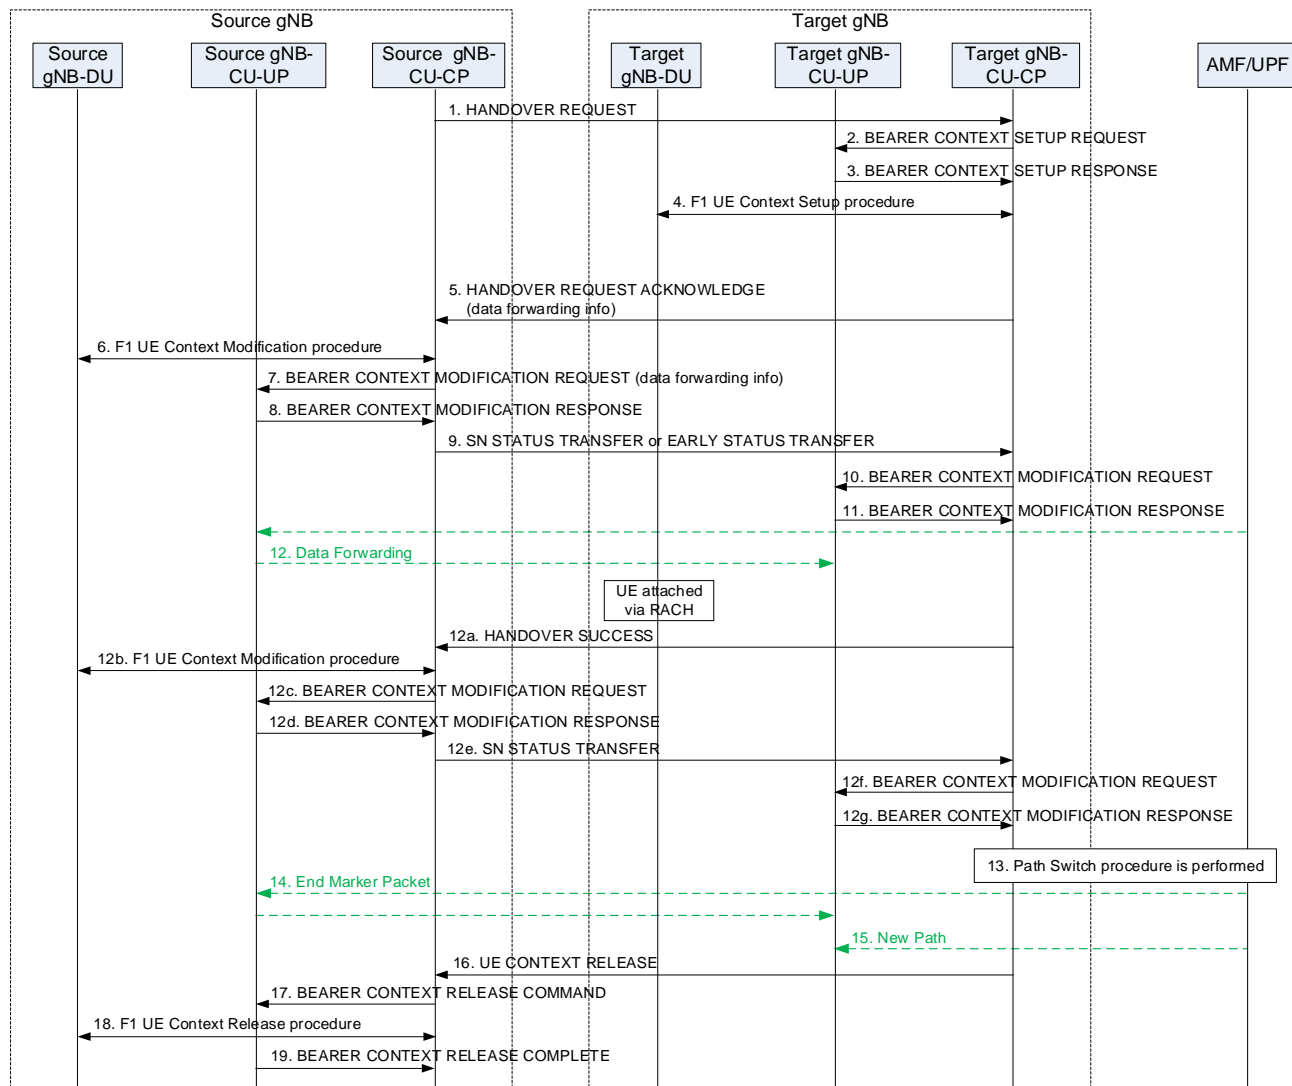 Source gNB
Target gNB
Source
gNB-DU
Source gNB-
CU-UP
Source gNB-
CU-CP
Target
gNB-DU
Target gNB-
CU-UP
Target gNB-
CU-CP
AMF/UPF
1. HANDOVER REQUEST
2. BEARER CONTEXT SETUP REQUEST
3. BEARER CONTEXT SETUP RESPONSE
4. F1 UE Context Setup procedure
5. HANDOVER REQUEST ACKNOWLEDGE
(data forwarding info)
6. F1 UE Context Modification procedure
7. BEARER CONTEXT MODIFICATION REQUEST (data forwarding info)
8. BEARER CONTEXT MODIFICATION RESPONSE
9. SN STATUS TRANSFER or EARLY STATUS TRANSFER
10. BEARER CONTEXT MODIFICATION REQUEST
11. BEARER CONTEXT MODIFICATION RESPONSE
12. Data Forwarding
UE attached
via RACH
12a. HANDOVER SUCCESS
12b. F1 UE Context Modification procedure
12c. BEARER CONTEXT MODIFICATION REQUEST
12d. BEARER CONTEXT MODIFICATION RESPONSE
12e. SN STATUS TRANSFER
12f. BEARER CONTEXT MODIFICATION REQUEST
12g. BEARER CONTEXT MODIFICATION RESPONSE
13. Path Switch procedure is performed
14. End Marker Packet
15. New Path
16. UE CONTEXT RELEASE
17. BEARER CONTEXT RELEASE COMMAND
18. F1 UE Context Release procedure
19. BEARER CONTEXT RELEASE COMPLETE